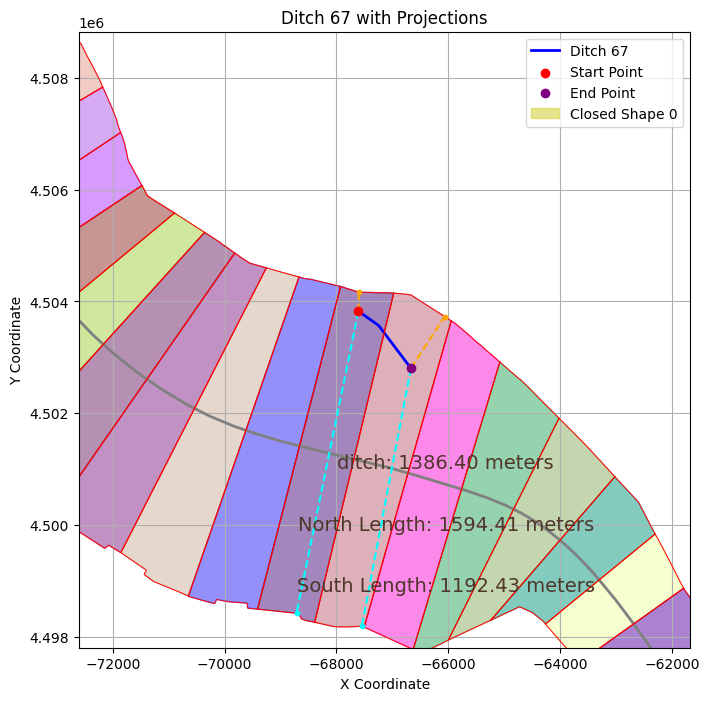 Ditch 67 with Projections
1e6
Ditch 67
Start Point
End Point
Closed Shape 0
4.508
4.506
4.504
4.502
4.500
4.498
Y Coordinate
ditch: 1386.40 meters
North Length: 1594.41 meters
South Length: 1192.43 meters
−72000 −70000 −68000 −66000 −64000 −62000
X Coordinate